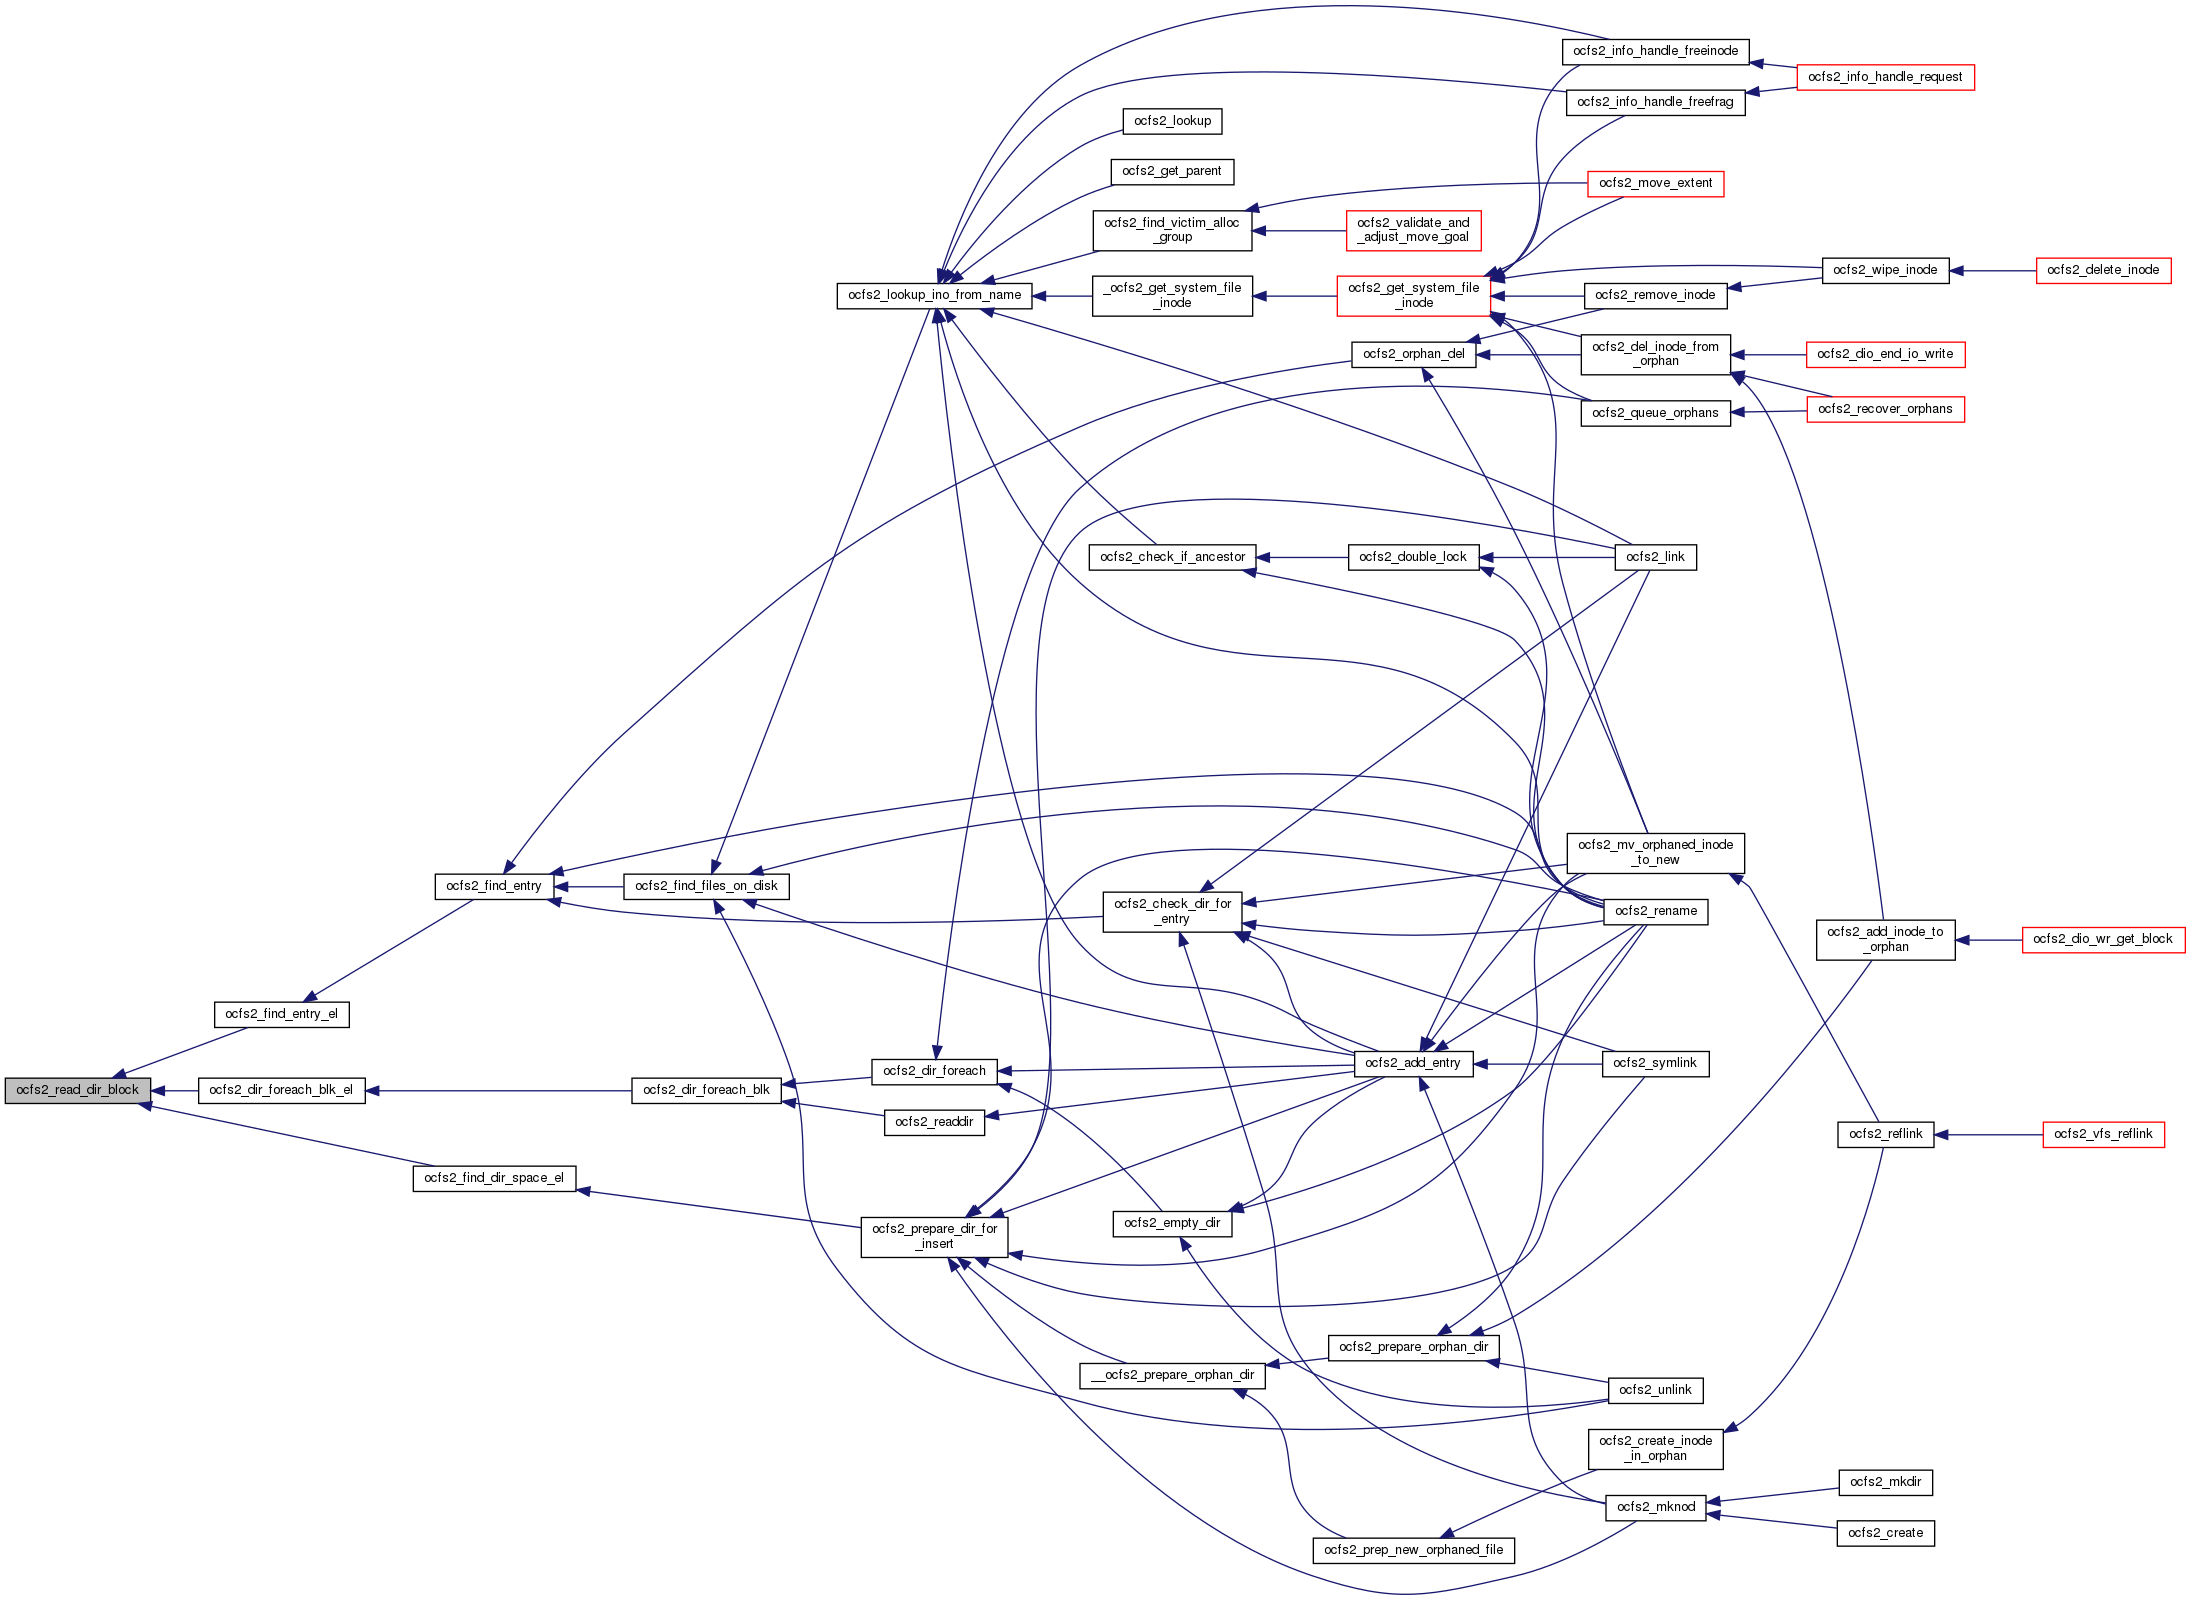 ocfs2_info_handle_freeinode
ocfs2_info_handle_request
ocfs2_info_handle_freefrag
ocfs2_lookup
ocfs2_get_parent
ocfs2_move_extent
ocfs2_find_victim_alloc
_group
ocfs2_validate_and
_adjust_move_goal
ocfs2_lookup_ino_from_name
_ocfs2_get_system_file
_inode
ocfs2_get_system_file
_inode
ocfs2_wipe_inode
ocfs2_delete_inode
ocfs2_remove_inode
ocfs2_orphan_del
ocfs2_del_inode_from
_orphan
ocfs2_dio_end_io_write
ocfs2_queue_orphans
ocfs2_recover_orphans
ocfs2_check_if_ancestor
ocfs2_double_lock
ocfs2_link
ocfs2_mv_orphaned_inode
_to_new
ocfs2_find_entry
ocfs2_find_files_on_disk
ocfs2_check_dir_for
_entry
ocfs2_rename
ocfs2_add_inode_to
_orphan
ocfs2_dio_wr_get_block
ocfs2_find_entry_el
ocfs2_read_dir_block
ocfs2_dir_foreach_blk_el
ocfs2_dir_foreach_blk
ocfs2_dir_foreach
ocfs2_add_entry
ocfs2_symlink
ocfs2_readdir
ocfs2_reflink
ocfs2_vfs_reflink
ocfs2_find_dir_space_el
ocfs2_prepare_dir_for
_insert
ocfs2_empty_dir
ocfs2_prepare_orphan_dir
__ocfs2_prepare_orphan_dir
ocfs2_unlink
ocfs2_create_inode
_in_orphan
ocfs2_mkdir
ocfs2_mknod
ocfs2_create
ocfs2_prep_new_orphaned_file